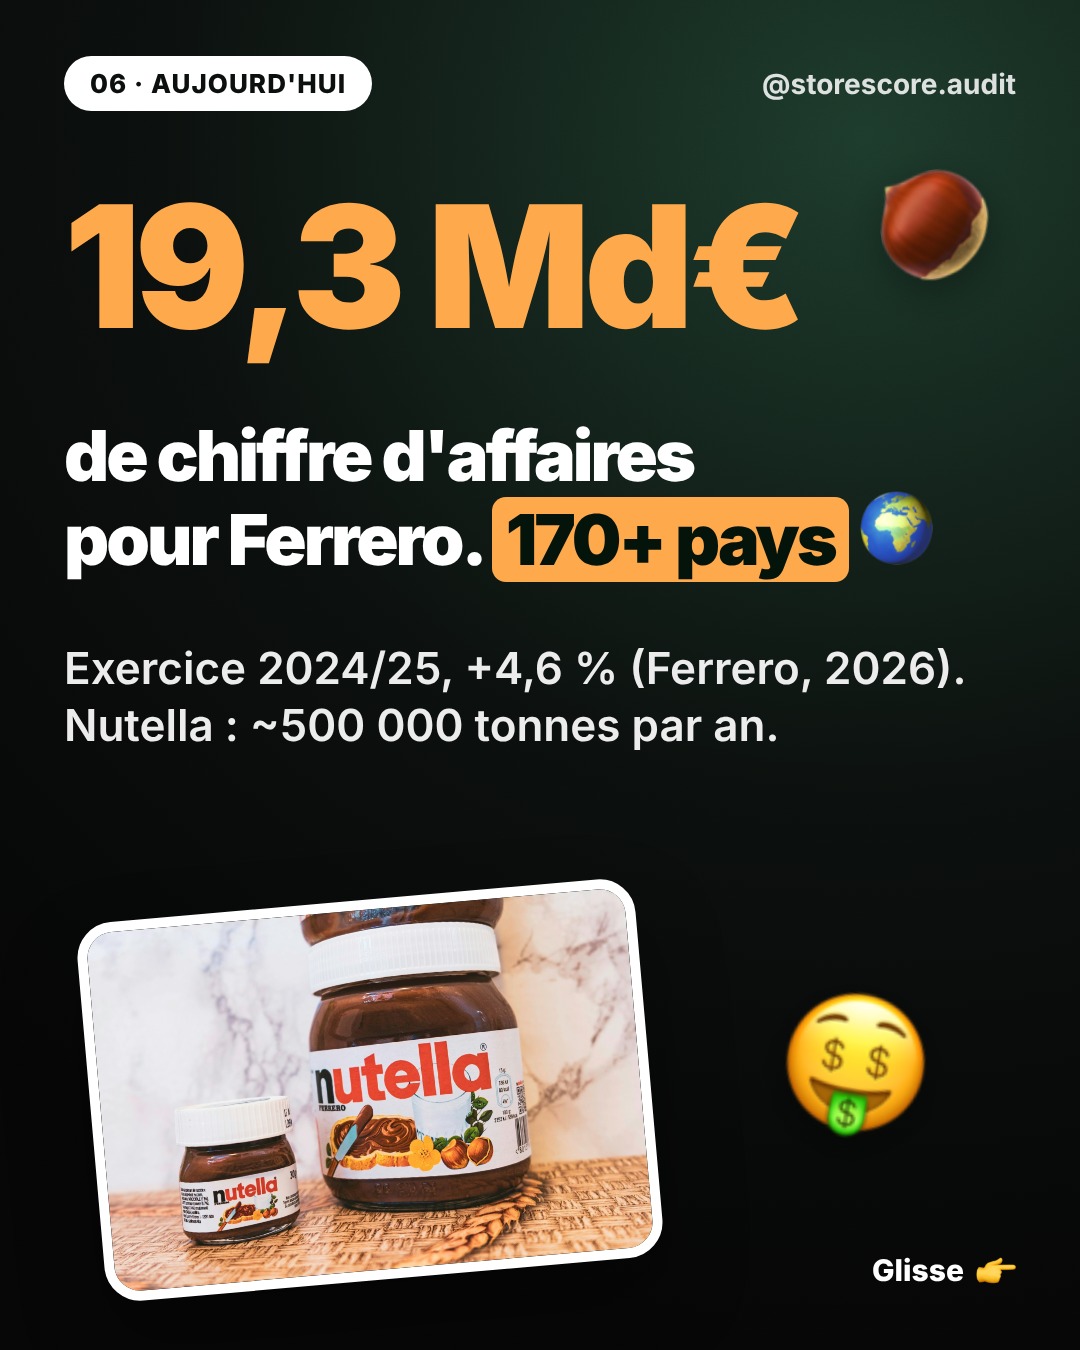 06 · AUJOURD'HUI
@storescore.audit
19,3 Md€
de chiffre d'affaires
pour Ferrero. 170+ pays
Exercice 2024/25, +4,6 % (Ferrero, 2026).
Nutella : ~500 000 tonnes par an.
nutella
FERRERO
nutella
Glisse